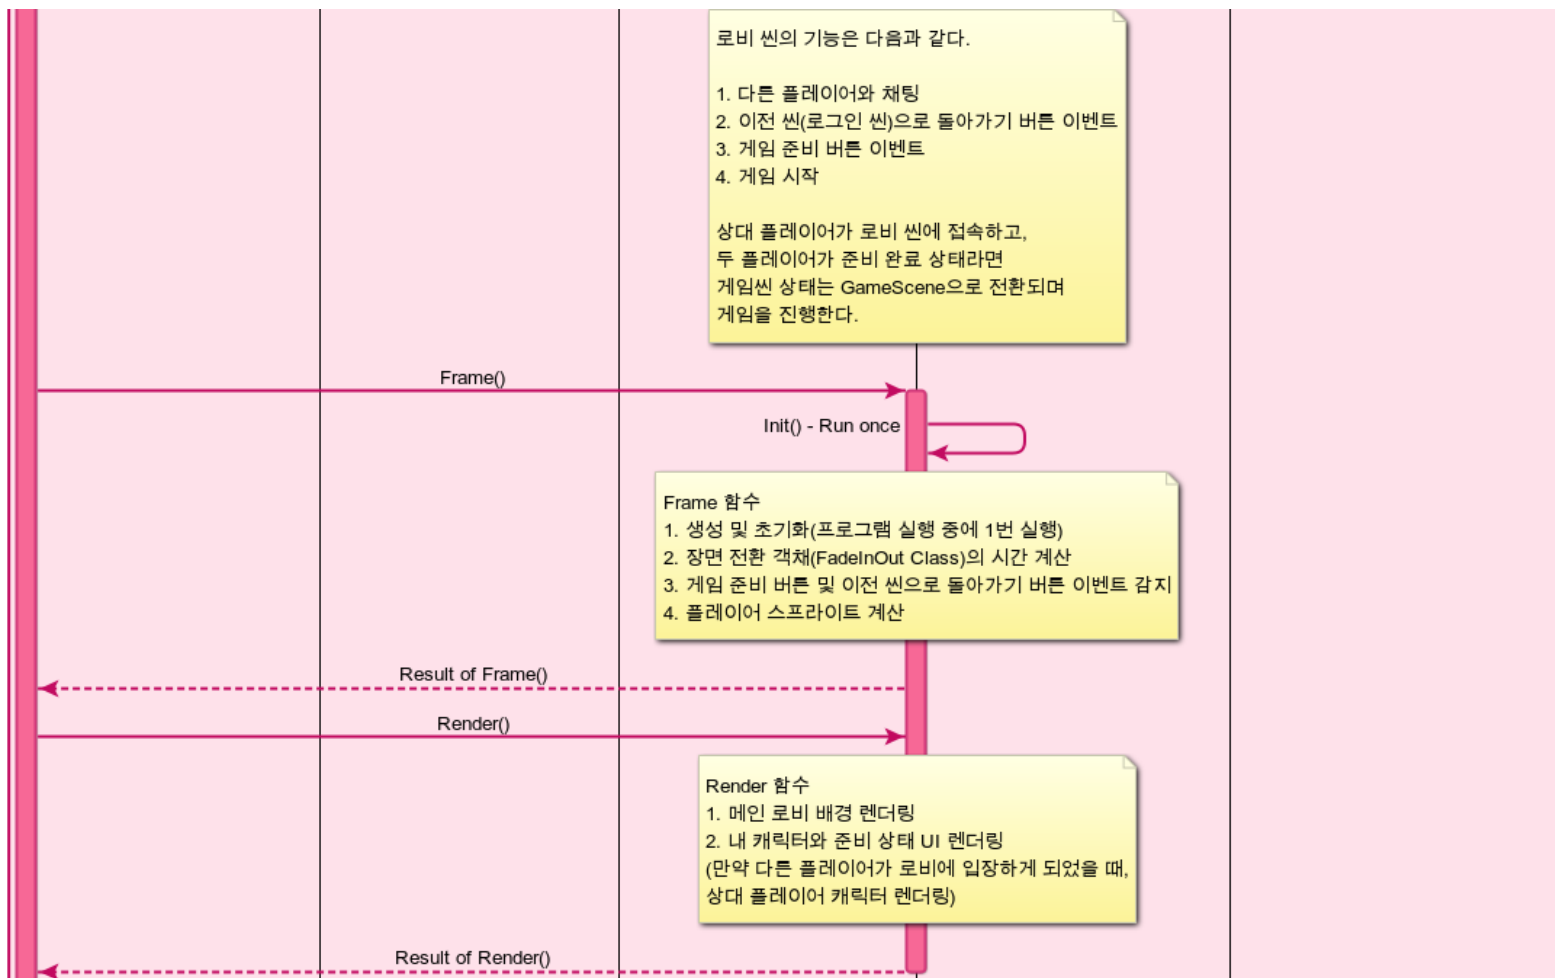 로비 씬의 기능은 다음과 같다.
1. 다른 플레이어와 채팅
2. 이전 씬(로그인 씬)으로 돌아가기 버튼 이벤트
3. 게임 준비 버튼 이벤트
4. 게임 시작
상대 플레이어가 로비 씬에 접속하고,
두 플레이어가 준비 완료 상태라면
게임씬 상태는 GameScene으로 전환되며
게임을 진행한다.
Frame()
Init() - Run once
Frame 함수
1. 생성 및 초기화(프로그램 실행 중에 1번 실행)
2. 장면 전환 객채(FadeInOut Class)의 시간 계산
3. 게임 준비 버튼 및 이전 씬으로 돌아가기 버튼 이벤트 감지
4. 플레이어 스프라이트 계산
Result of Frame()
Render()
Render 함수
1. 메인 로비 배경 렌더링
2. 내 캐릭터와 준비 상태 UI 렌더링
(만약 다른 플레이어가 로비에 입장하게 되었을 때,
상대 플레이어 캐릭터 렌더링)
Result of Render()